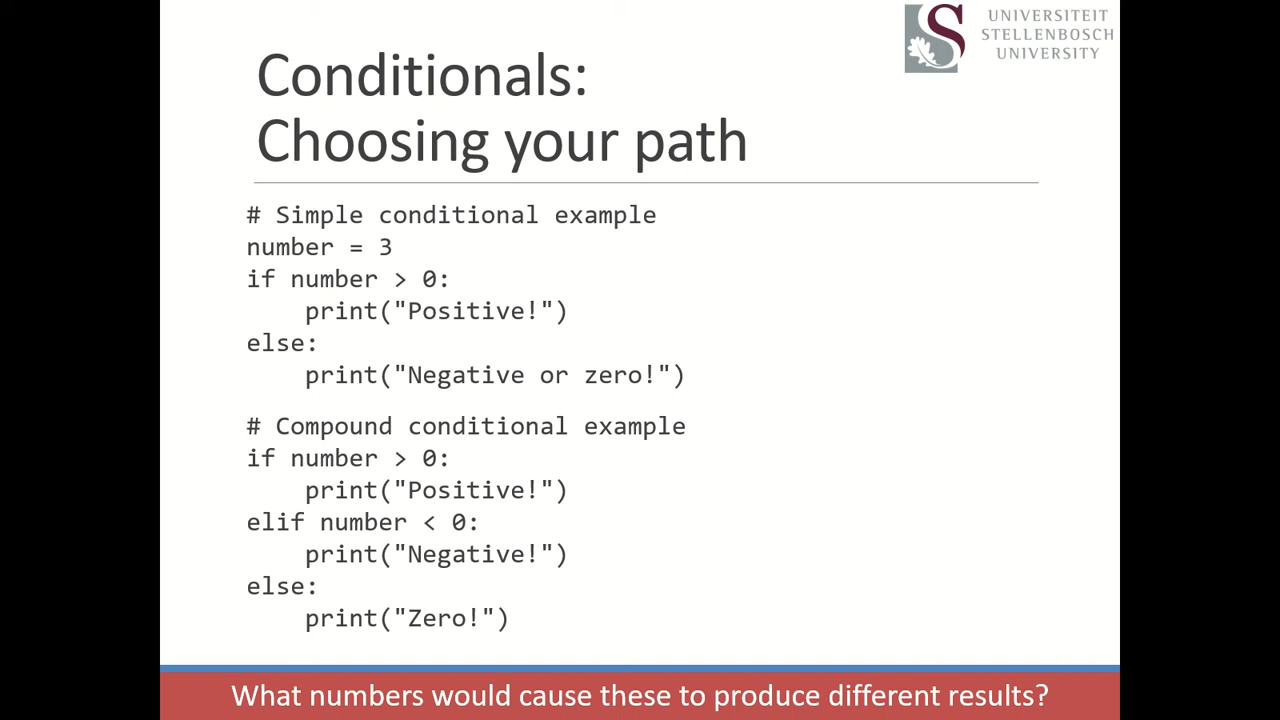 UNIVERSITEIT
STELLENBOSCH
UNIVERSITY
Conditionals:
Choosing your path
# Simple conditional example
number = 3
if number > 0:
    print("Positive!")
else:
    print("Negative or zero!")
# Compound conditional example
if number > 0:
    print("Positive!")
elif number < 0:
    print("Negative!")
else:
    print("Zero!")
What numbers would cause these to produce different results?